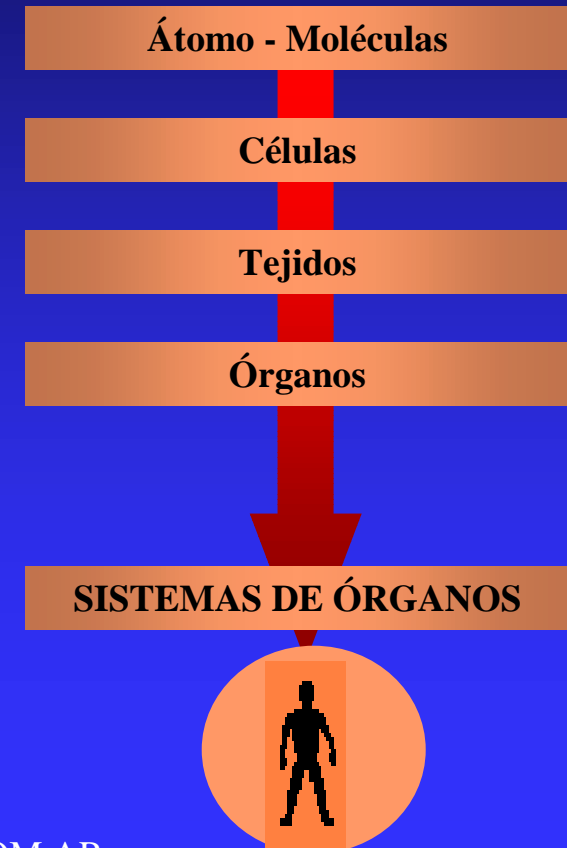 Átomo - Moléculas
Células
Tejidos
Órganos
SISTEMAS DE ÓRGANOS